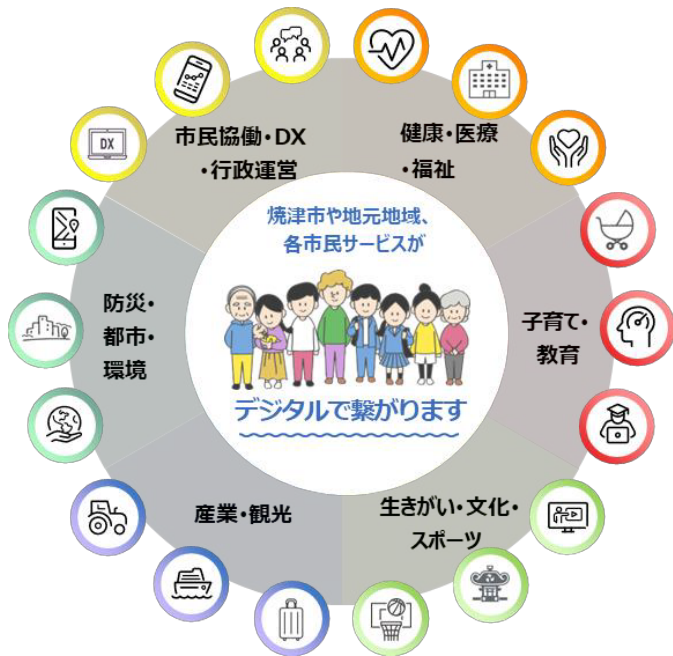 市民協働・DX
・行政運営
健康・医療
・福祉
DX
焼津市や地元地域、
各市民サービスが
防災・
都市・
環境
子育て・
教育
デジタルで繋がります
産業・観光
生きがい・文化・
スポーツ